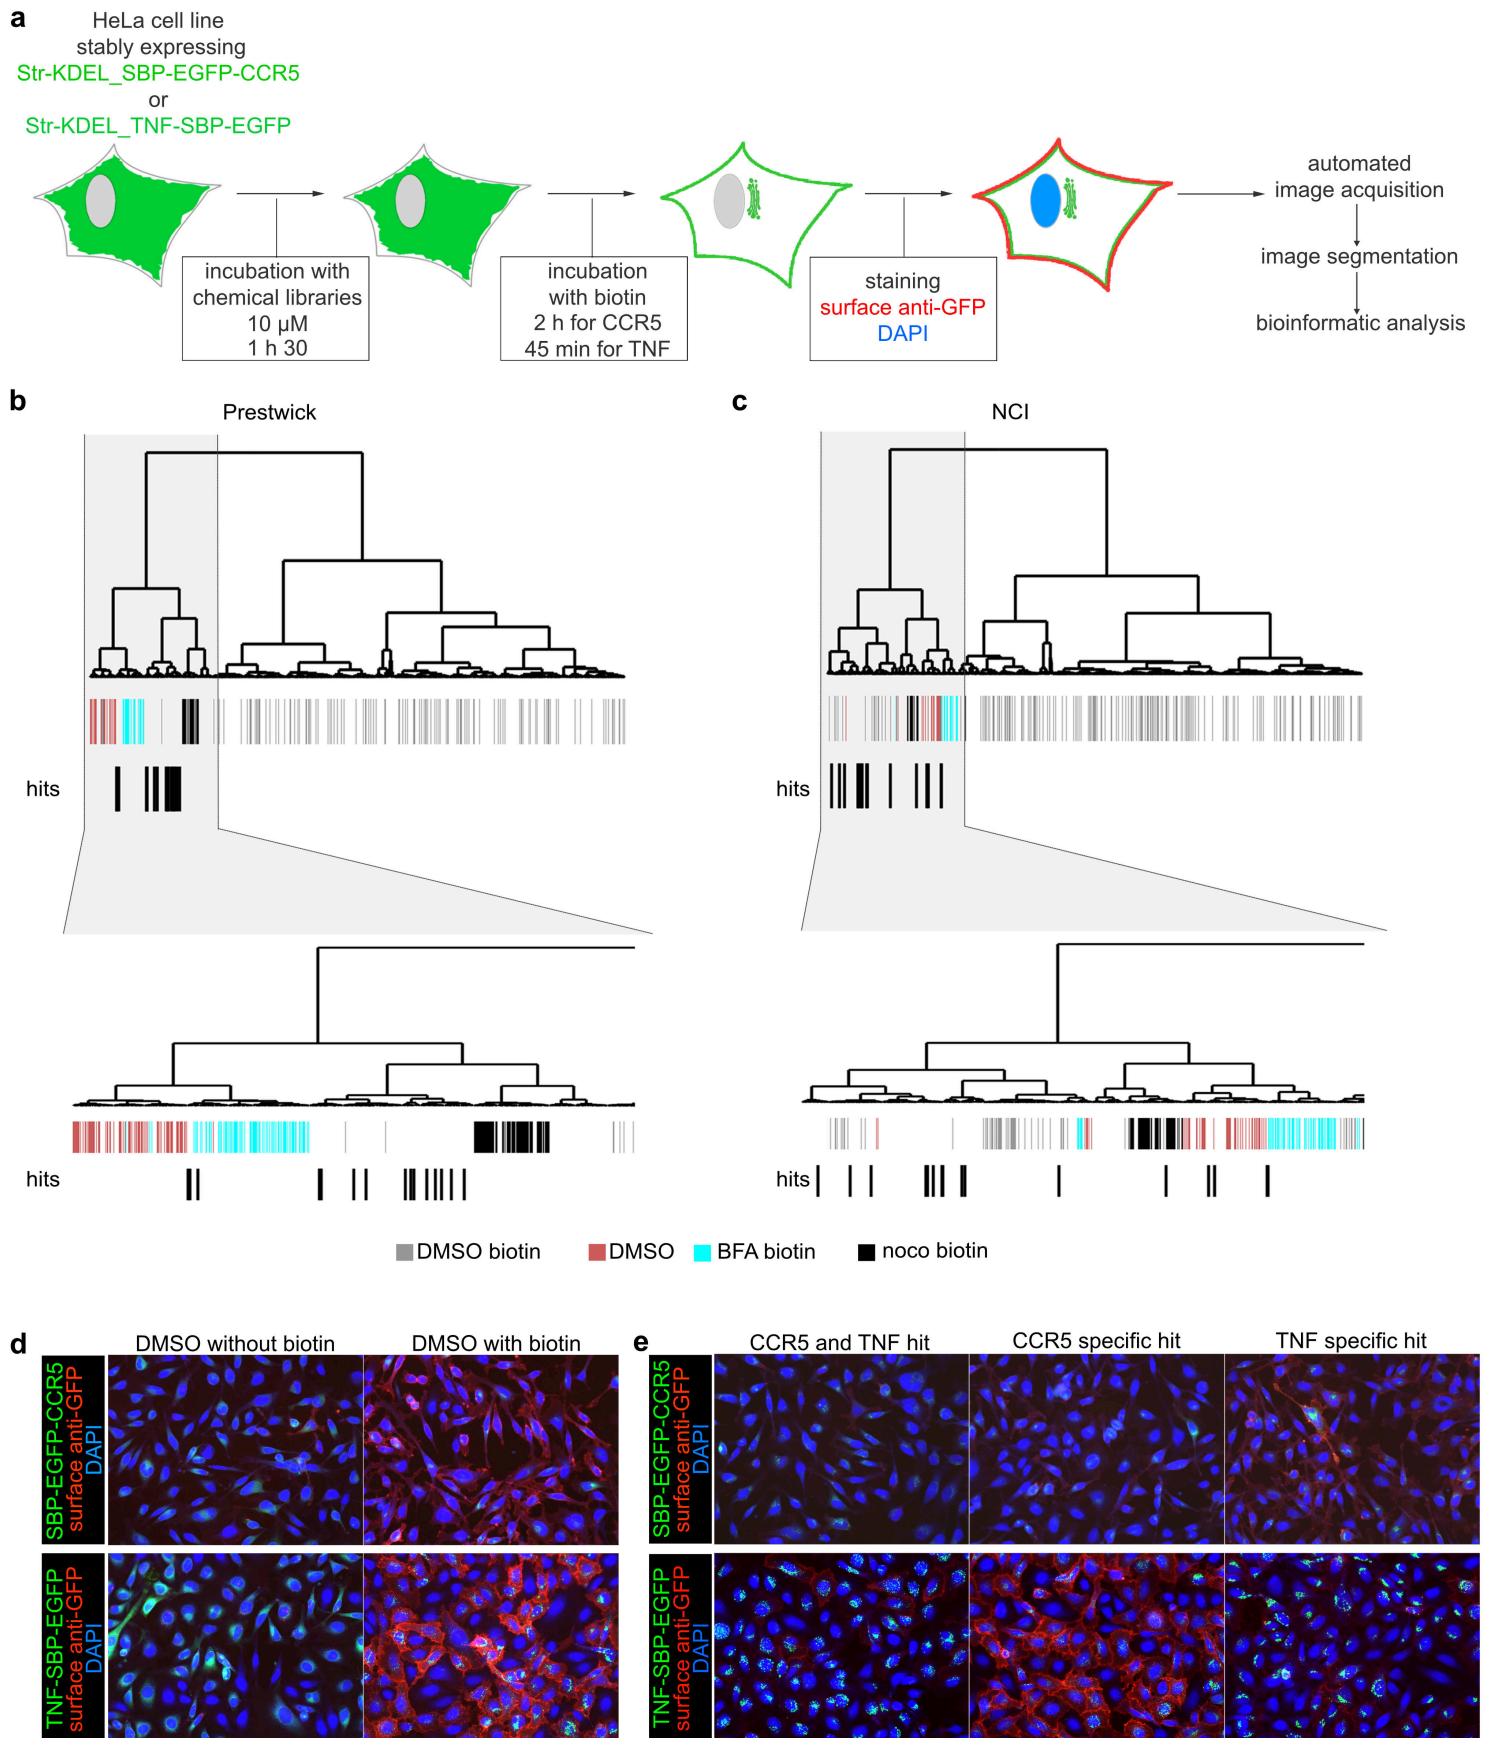 a
HeLa cell line
stably expressing
Str-KDEL_SBP-EGFP-CCR5
or
Str-KDEL_TNF-SBP-EGFP
incubation with
chemical libraries
10 µM
1 h 30
incubation
with biotin
2 h for CCR5
45 min for TNF
staining
surface anti-GFP
DAPI
automated
image acquisition
image segmentation
bioinformatic analysis
b
Prestwick
hits
hits
c
NCI
hits
hits
DMSO biotin
DMSO
BFA biotin
noco biotin
d
DMSO without biotin
DMSO with biotin
SBP-EGFP-CCR5
surface anti-GFP
DAPI
TNF-SBP-EGFP
surface anti-GFP
DAPI
e
CCR5 and TNF hit
CCR5 specific hit
TNF specific hit
SBP-EGFP-CCR5
surface anti-GFP
DAPI
TNF-SBP-EGFP
surface anti-GFP
DAPI